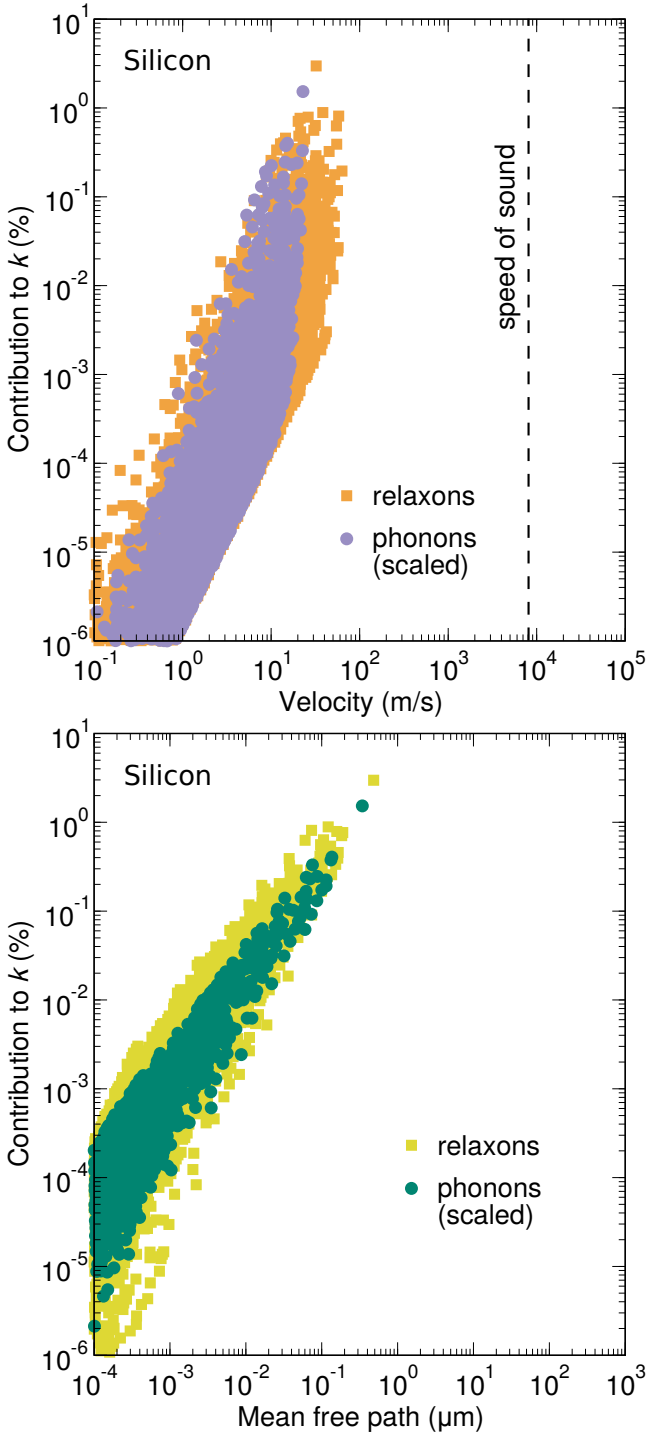 Silicon
Contribution to k (%)
10^1
10^0
10^-1
10^-2
10^-3
10^-4
10^-5
10^-6
speed of sound
relaxons
phonons
(scaled)
10^-1 10^0 10^1 10^2 10^3 10^4 10^5
Velocity (m/s)
Silicon
Contribution to k (%)
10^1
10^0
10^-1
10^-2
10^-3
10^-4
10^-5
10^-6
relaxons
phonons
(scaled)
10^-4 10^-3 10^-2 10^-1 10^0 10^1 10^2 10^3
Mean free path (μm)